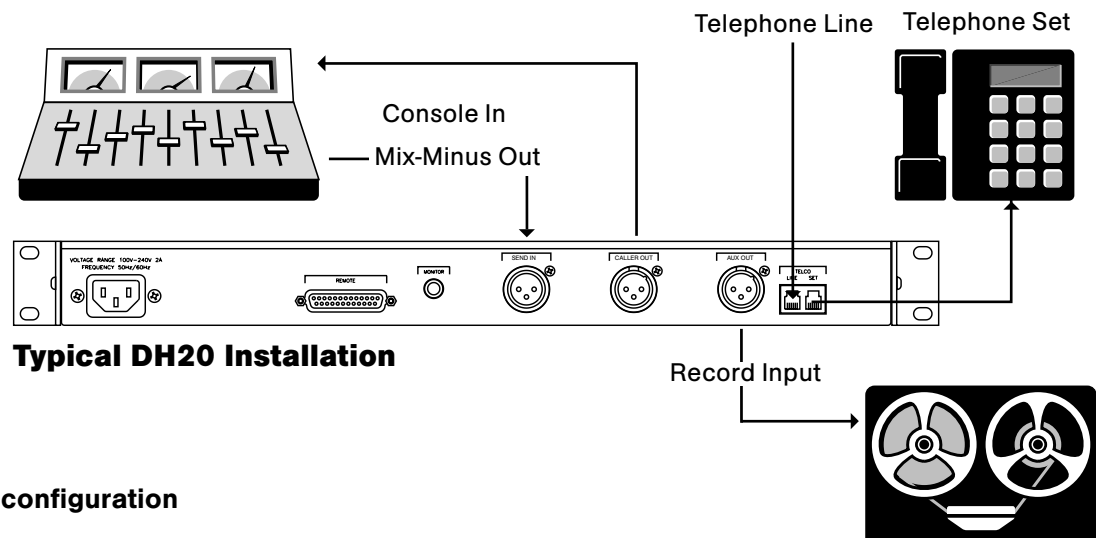 Telephone Line
Telephone Set
Console In
Mix-Minus Out
VOLTAGE RANGE 100V-240V 2A
FREQUENCY 50Hz/60Hz
REMOTE
MONITOR
SEND IN
CALLER OUT
AUX OUT
TELCO
LINE SET
Typical DH20 Installation
Record Input
configuration